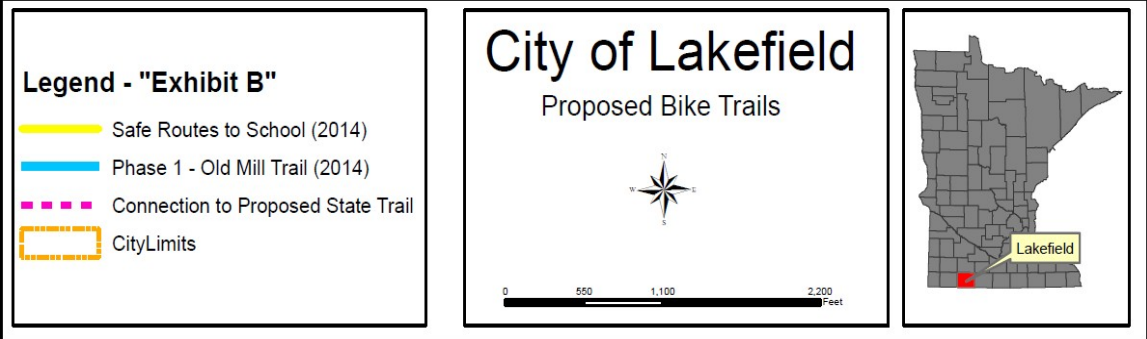 Legend - "Exhibit B"
Safe Routes to School (2014)
Phase 1 - Old Mill Trail (2014)
Connection to Proposed State Trail
CityLimits
City of Lakefield
Proposed Bike Trails
N
W E
S
0 550 1,100 2,200
Feet
Lakefield